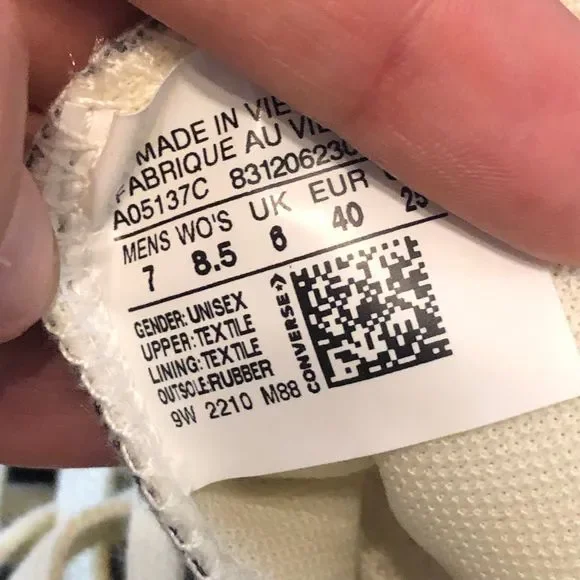 MADE IN VIE
FABRIQUE AU VIE
A05137C 83120623
MENS WO'S UK EUR
7 8.5 6 40 25
GENDER: UNISEX
UPPER: TEXTILE
LINING: TEXTILE
OUTSOLE:RUBBER
9W 2210 M88
CONVERSE